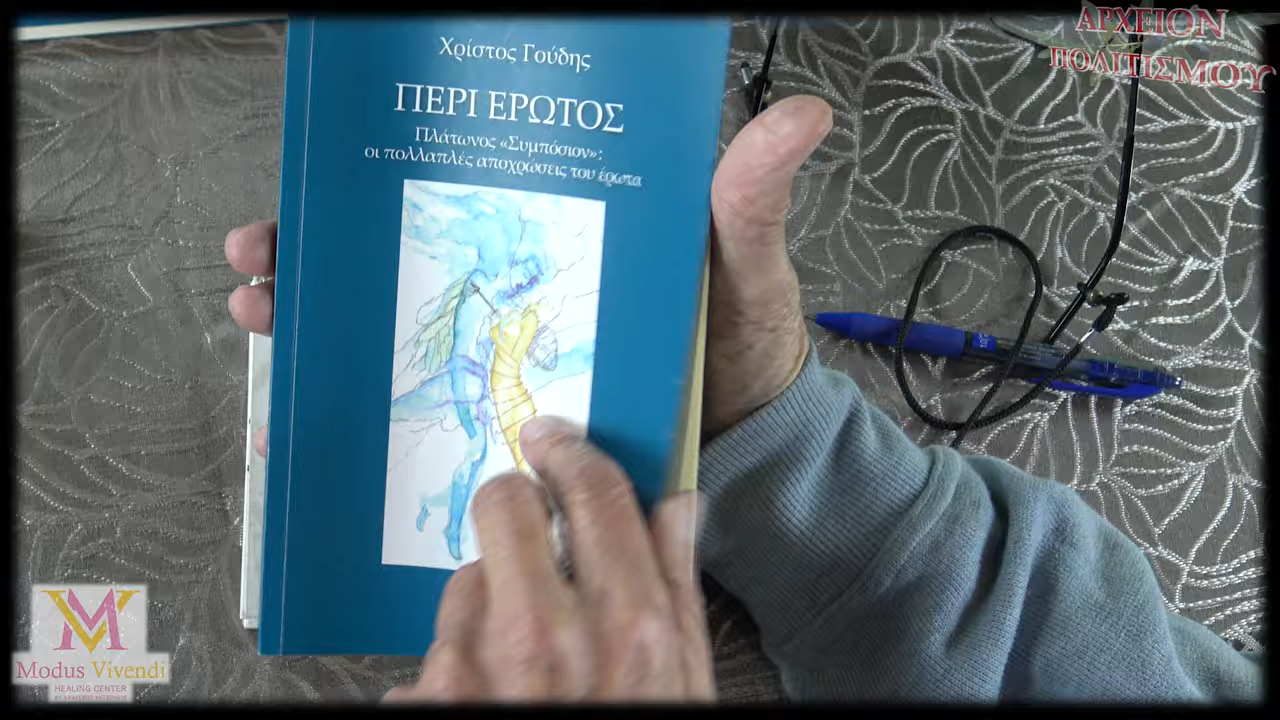 Χρίστος Γούδης
ΠΕΡΙ ΕΡΩΤΟΣ
Πλάτωνος «Συμπόσιον»:
οι πολλαπλές αποχρώσεις του έρωτα
ΑΡΧΕΙΟΝ
ΠΟΛΙΤΙΣΜΟΥ
Modus Vivendi
HEALING CENTER